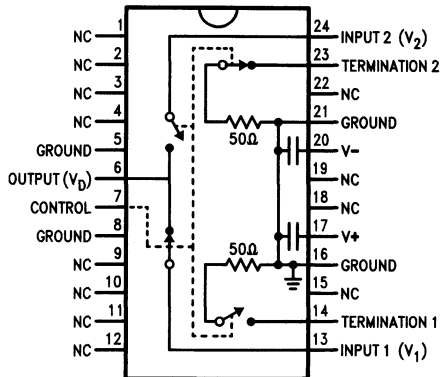 NC 1
NC 2
NC 3
NC 4
GROUND 5
OUTPUT (V_D) 6
CONTROL 7
GROUND 8
NC 9
NC 10
NC 11
NC 12
24 INPUT 2 (V_2)
23 TERMINATION 2
22 NC
21 GROUND
20 V−
19 NC
18 NC
17 V+
16 GROUND
15 NC
14 TERMINATION 1
13 INPUT 1 (V_1)
50Ω
50Ω